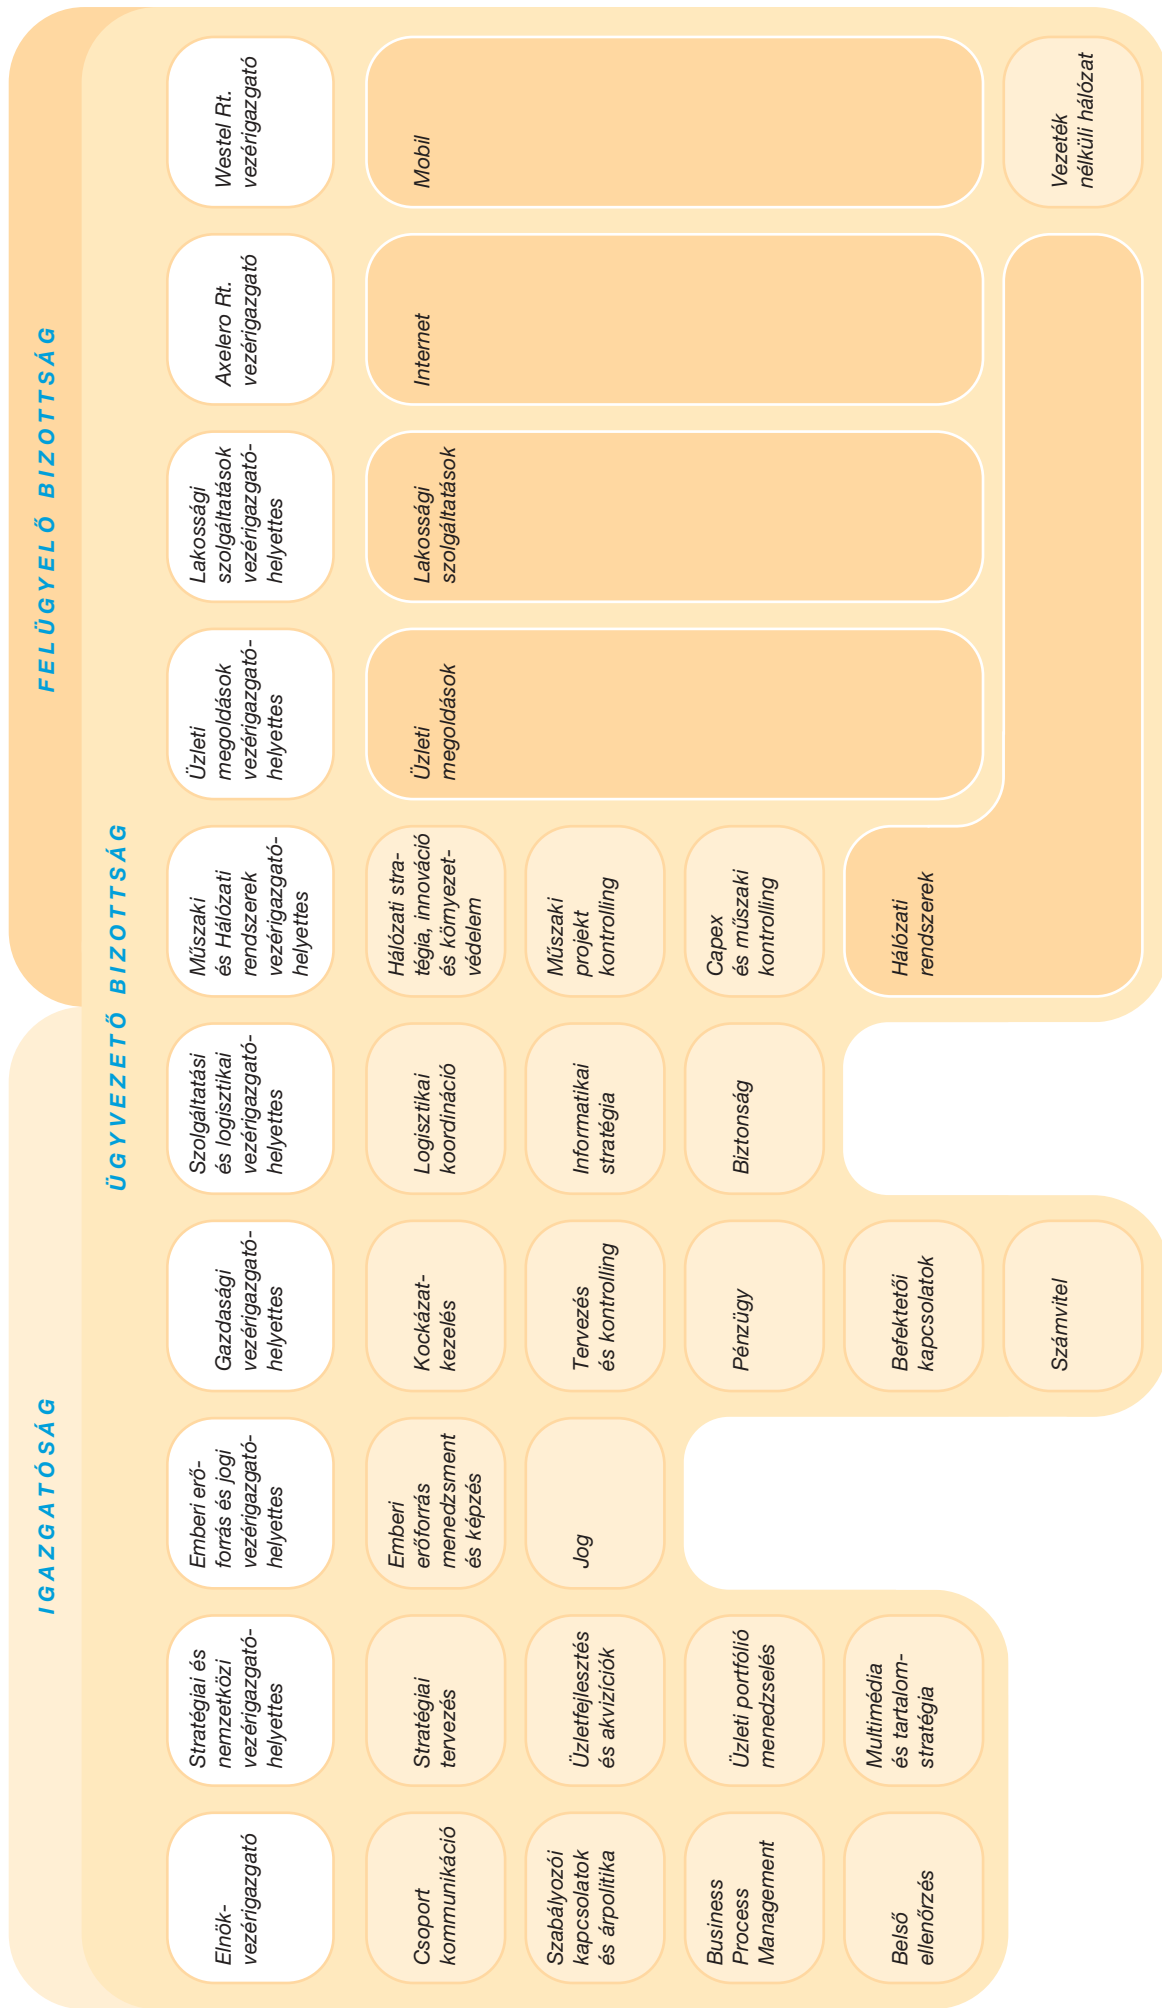 IGAZGATÓSÁG
FELÜGYELŐ BIZOTTSÁG
ÜGYVEZETŐ BIZOTTSÁG
Elnök-
vezérigazgató
Stratégiai és
nemzetközi
vezérigazgató-
helyettes
Emberi erő-
forrás és jogi
vezérigazgató-
helyettes
Gazdasági
vezérigazgató-
helyettes
Szolgáltatási
és logisztikai
vezérigazgató-
helyettes
Műszaki
és Hálózati
rendszerek
vezérigazgató-
helyettes
Üzleti
megoldások
vezérigazgató-
helyettes
Lakossági
szolgáltatások
vezérigazgató-
helyettes
Axelero Rt.
vezérigazgató
Westel Rt.
vezérigazgató
Csoport
kommunikáció
Stratégiai
tervezés
Emberi
erőforrás
menedzsment
és képzés
Kockázat-
kezelés
Logisztikai
koordináció
Hálózati stra-
tégia, innováció
és környezet-
védelem
Üzleti
megoldások
Lakossági
szolgáltatások
Internet
Mobil
Szabályozói
kapcsolatok
és árpolitika
Üzletfejlesztés
és akvizíciók
Jog
Tervezés
és kontrolling
Informatikai
stratégia
Műszaki
projekt
kontrolling
Business
Process
Management
Üzleti portfólió
menedzselés
Pénzügy
Biztonság
Capex
és műszaki
kontrolling
Belső
ellenőrzés
Multimédia
és tartalom-
stratégia
Befektetői
kapcsolatok
Hálózati
rendszerek
Számvitel
Vezeték
nélküli hálózat